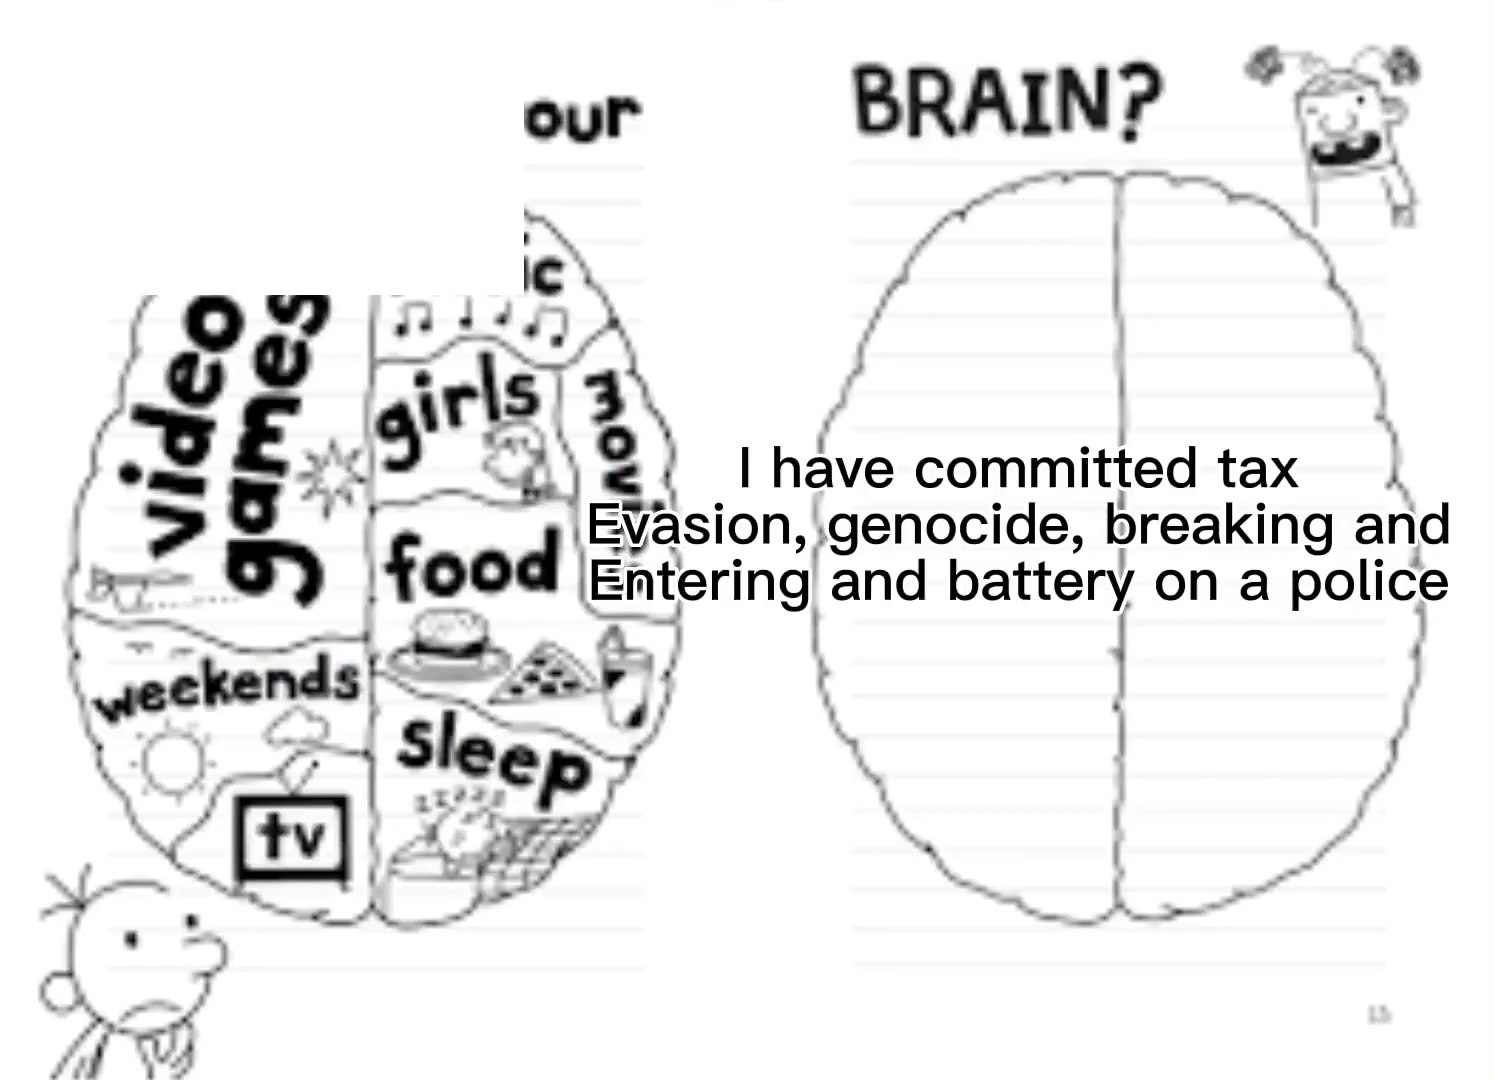 our
BRAIN?
ic
video
games
girls
food
weekends
sleep
zzzzz
tv
I have committed tax
Evasion, genocide, breaking and
Entering and battery on a police